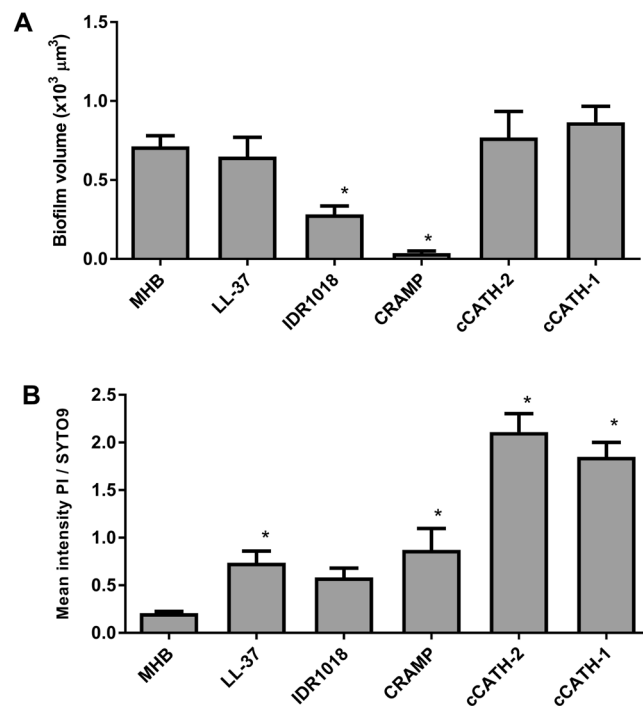 A
Biofilm volume (x10³ μm³)
1.5
1.0
0.5
0.0
*
*
MHB
LL-37
IDR1018
CRAMP
cCATH-2
cCATH-1
B
Mean intensity PI / SYTO9
2.5
2.0
1.5
1.0
0.5
0.0
*
*
*
*
MHB
LL-37
IDR1018
CRAMP
cCATH-2
cCATH-1